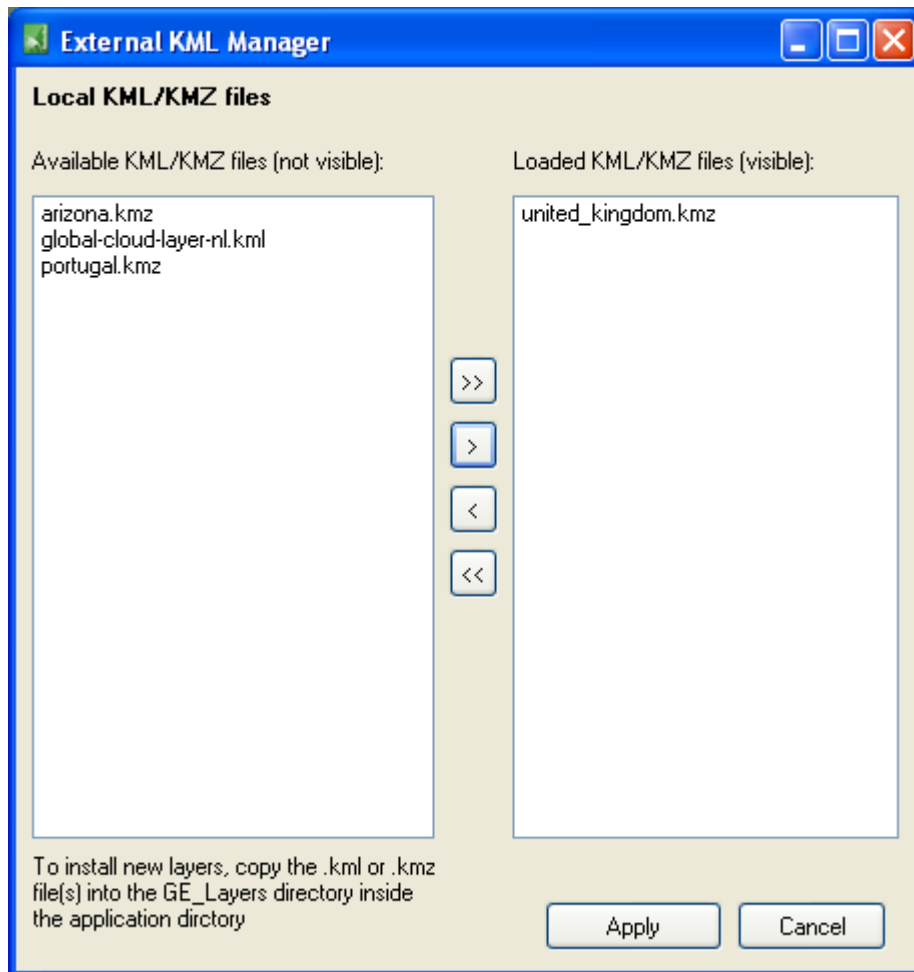 External KML Manager
Local KML/KMZ files
Available KML/KMZ files (not visible):
Loaded KML/KMZ files (visible):
arizona.kmz
global-cloud-layer-nl.kml
portugal.kmz
united_kingdom.kmz
>>
>
<
<<
To install new layers, copy the .kml or .kmz
file(s) into the GE_Layers directory inside
the application dirctory
Apply
Cancel